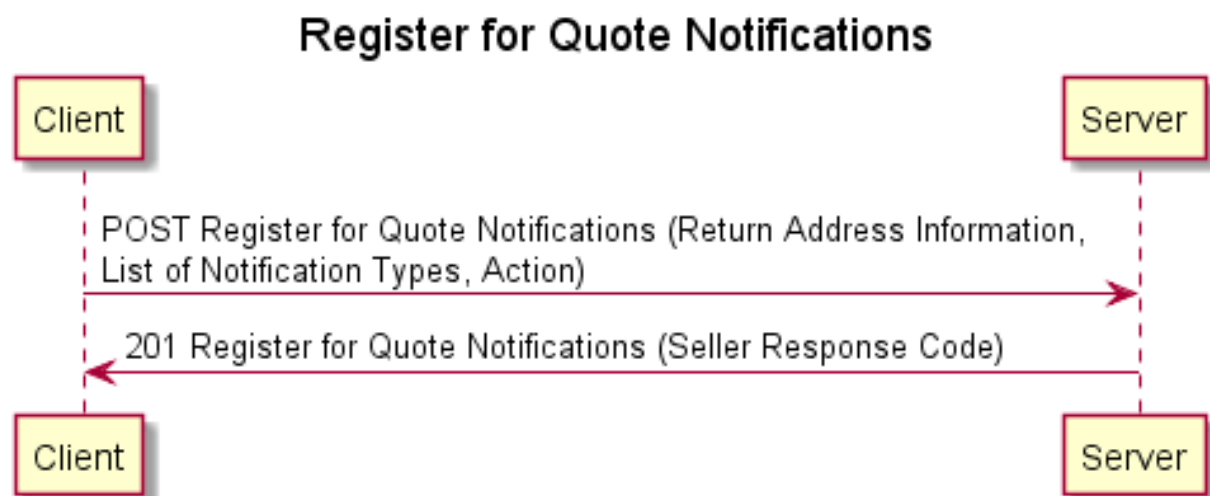 Register for Quote Notifications
Client
Server
POST Register for Quote Notifications (Return Address Information,
List of Notification Types, Action)
201 Register for Quote Notifications (Seller Response Code)
Client
Server